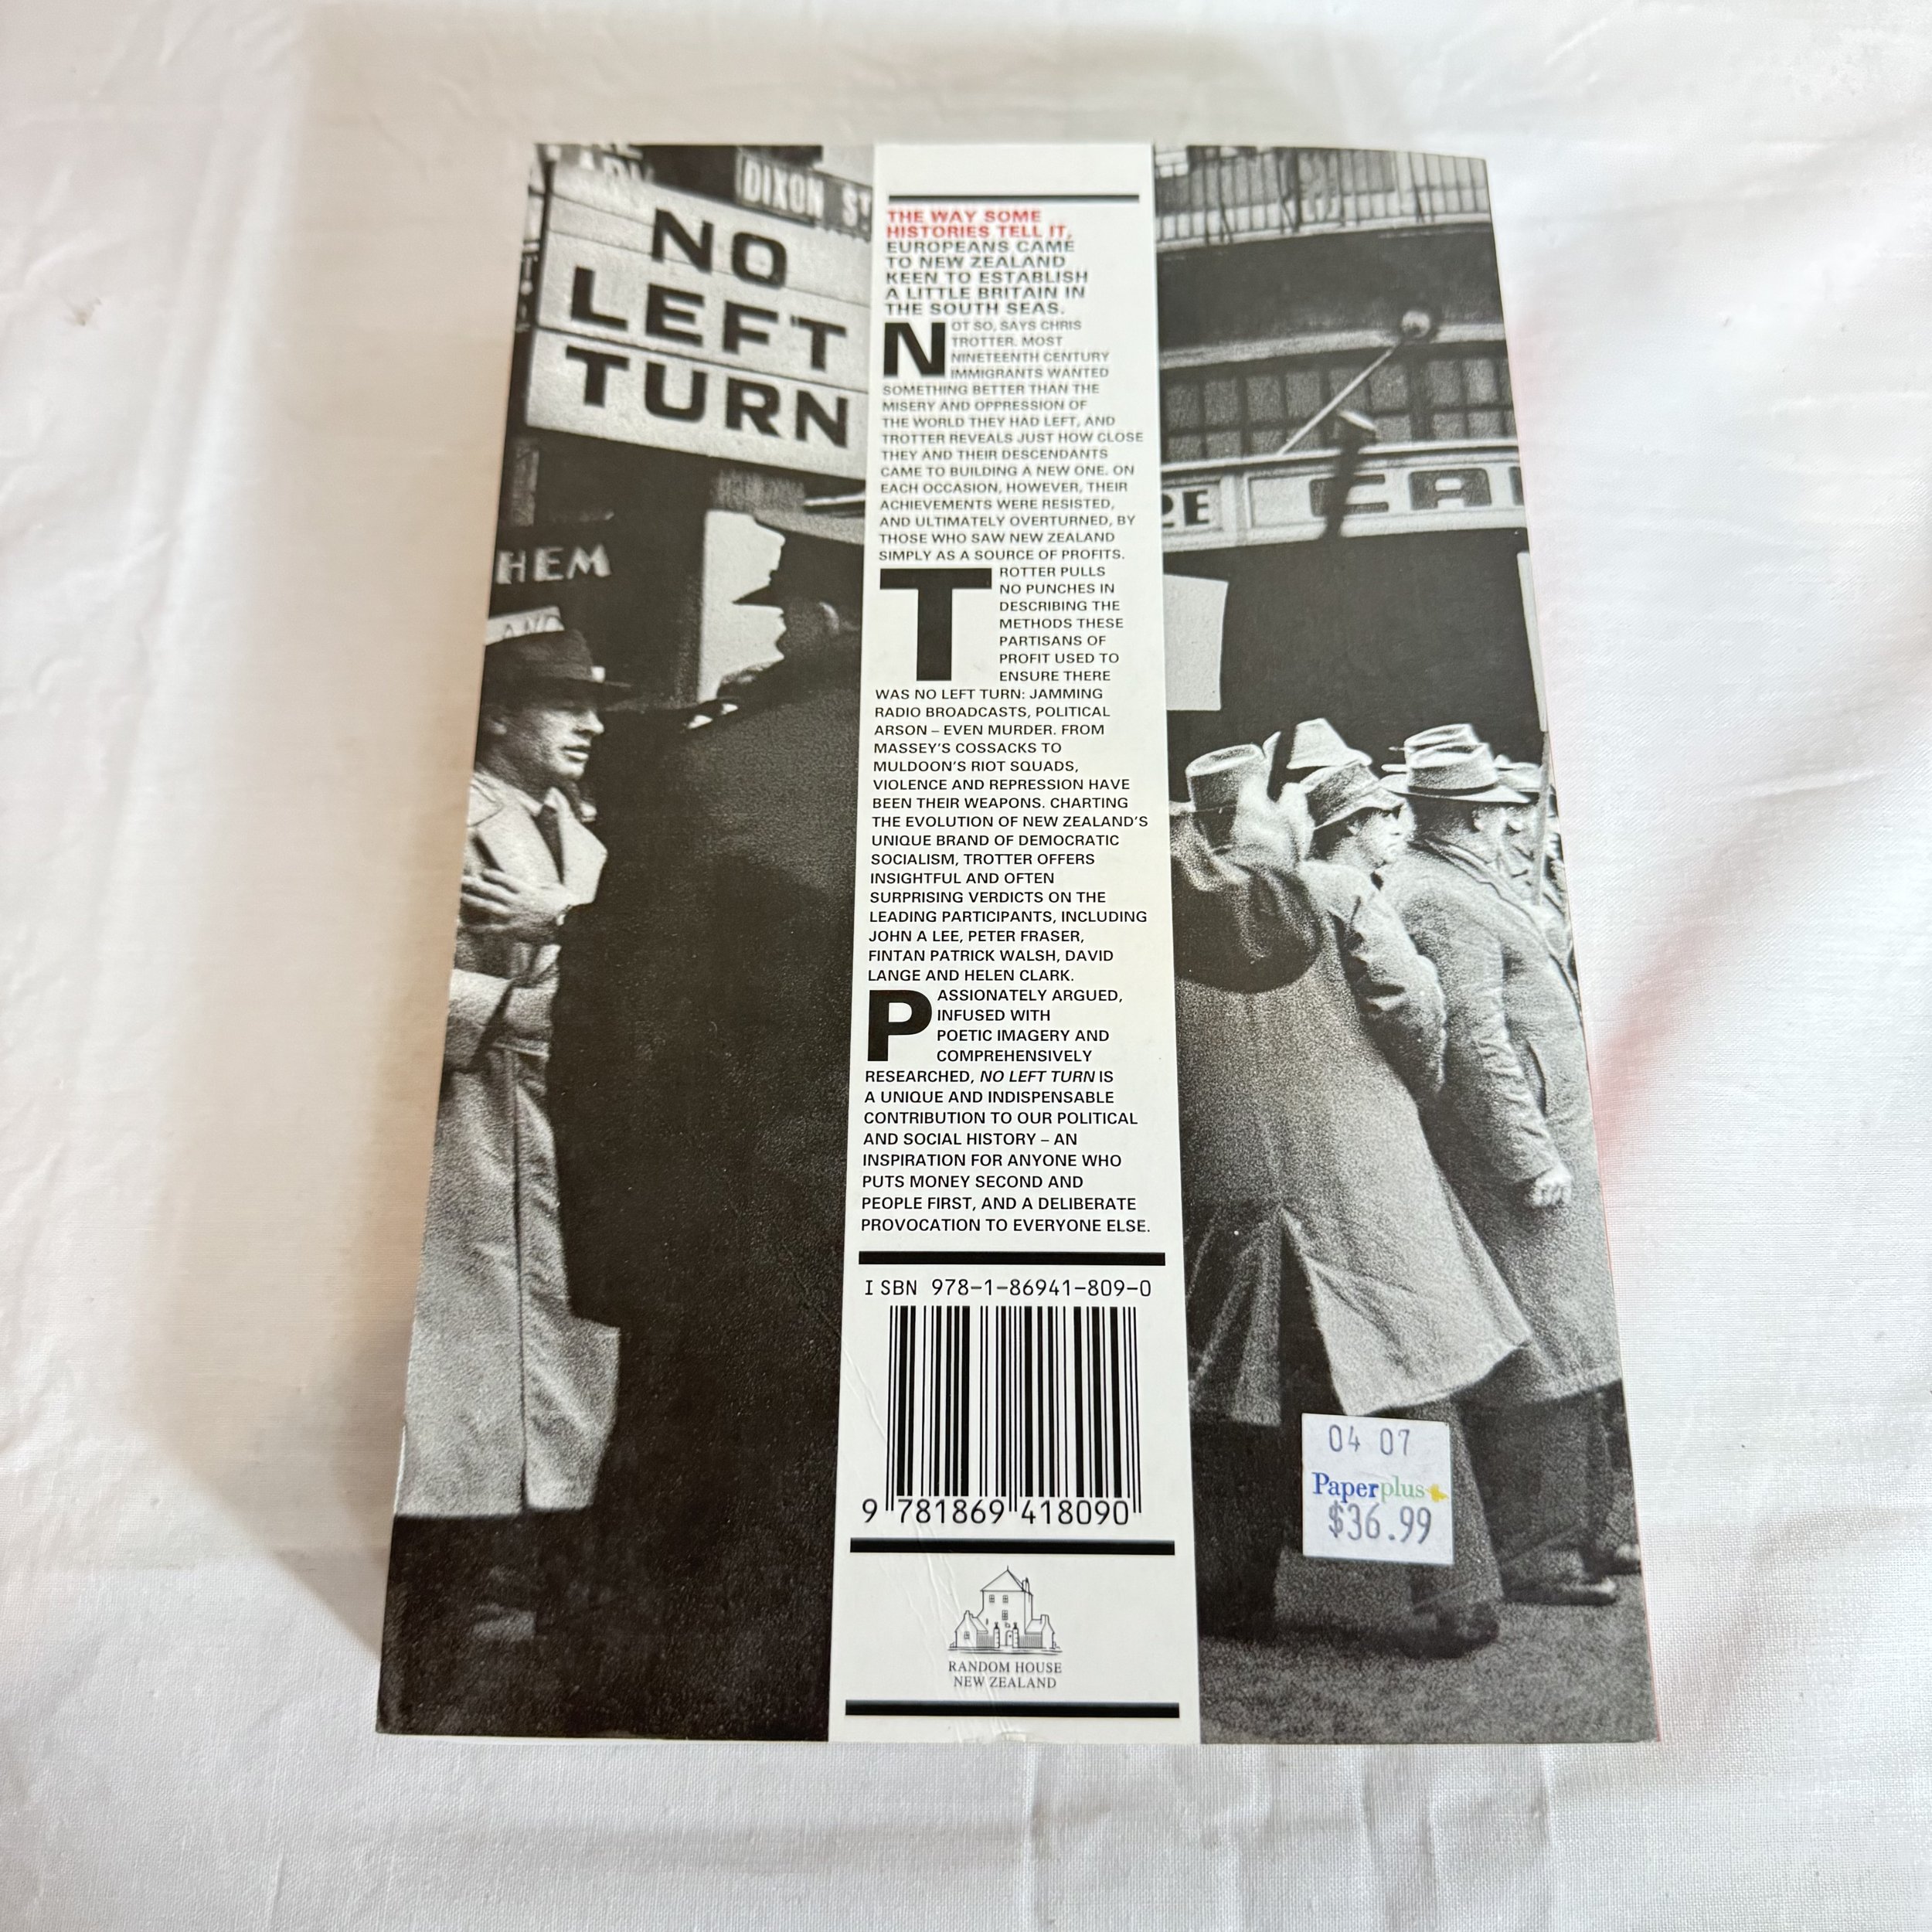 DIXON ST
NO
LEFT
TURN
HEM
RE CA
THE WAY SOME
HISTORIES TELL IT,
EUROPEANS CAME
TO NEW ZEALAND
KEEN TO ESTABLISH
A LITTLE BRITAIN IN
THE SOUTH SEAS.
NOT SO, SAYS CHRIS
TROTTER. MOST
NINETEENTH CENTURY
IMMIGRANTS WANTED
SOMETHING BETTER THAN THE
MISERY AND OPPRESSION OF
THE WORLD THEY HAD LEFT, AND
TROTTER REVEALS JUST HOW CLOSE
THEY AND THEIR DESCENDANTS
CAME TO BUILDING A NEW ONE. ON
EACH OCCASION, HOWEVER, THEIR
ACHIEVEMENTS WERE RESISTED,
AND ULTIMATELY OVERTURNED, BY
THOSE WHO SAW NEW ZEALAND
SIMPLY AS A SOURCE OF PROFITS.
TROTTER PULLS
NO PUNCHES IN
DESCRIBING THE
METHODS THESE
PARTISANS OF
PROFIT USED TO
ENSURE THERE
WAS NO LEFT TURN: JAMMING
RADIO BROADCASTS, POLITICAL
ARSON – EVEN MURDER. FROM
MASSEY'S COSSACKS TO
MULDOON'S RIOT SQUADS,
VIOLENCE AND REPRESSION HAVE
BEEN THEIR WEAPONS. CHARTING
THE EVOLUTION OF NEW ZEALAND'S
UNIQUE BRAND OF DEMOCRATIC
SOCIALISM, TROTTER OFFERS
INSIGHTFUL AND OFTEN
SURPRISING VERDICTS ON THE
LEADING PARTICIPANTS, INCLUDING
JOHN A LEE, PETER FRASER,
FINTAN PATRICK WALSH, DAVID
LANGE AND HELEN CLARK.
PASSIONATELY ARGUED,
INFUSED WITH
POETIC IMAGERY AND
COMPREHENSIVELY
RESEARCHED, NO LEFT TURN IS
A UNIQUE AND INDISPENSABLE
CONTRIBUTION TO OUR POLITICAL
AND SOCIAL HISTORY – AN
INSPIRATION FOR ANYONE WHO
PUTS MONEY SECOND AND
PEOPLE FIRST, AND A DELIBERATE
PROVOCATION TO EVERYONE ELSE.
ISBN 978-1-86941-809-0
9 781869 418090
RANDOM HOUSE
NEW ZEALAND
04 07
Paperplus
$36.99